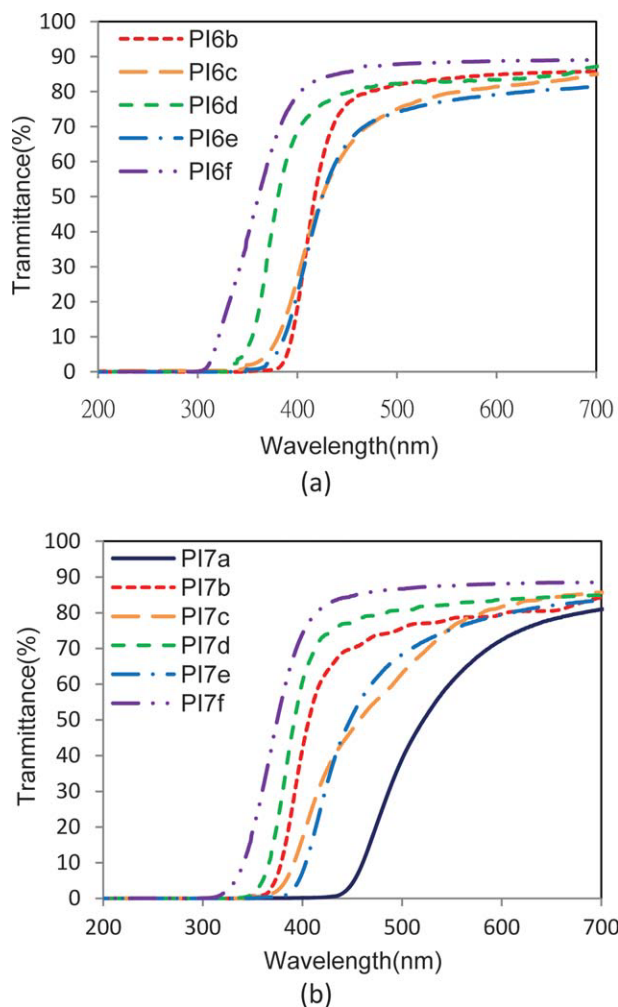 100
90
80
70
60
50
40
30
20
10
0
Tranmittance(%)
PI6b
PI6c
PI6d
PI6e
PI6f
200 300 400 500 600 700
Wavelength(nm)
(a)
100
90
80
70
60
50
40
30
20
10
0
Tranmittance(%)
PI7a
PI7b
PI7c
PI7d
PI7e
PI7f
200 300 400 500 600 700
Wavelength(nm)
(b)